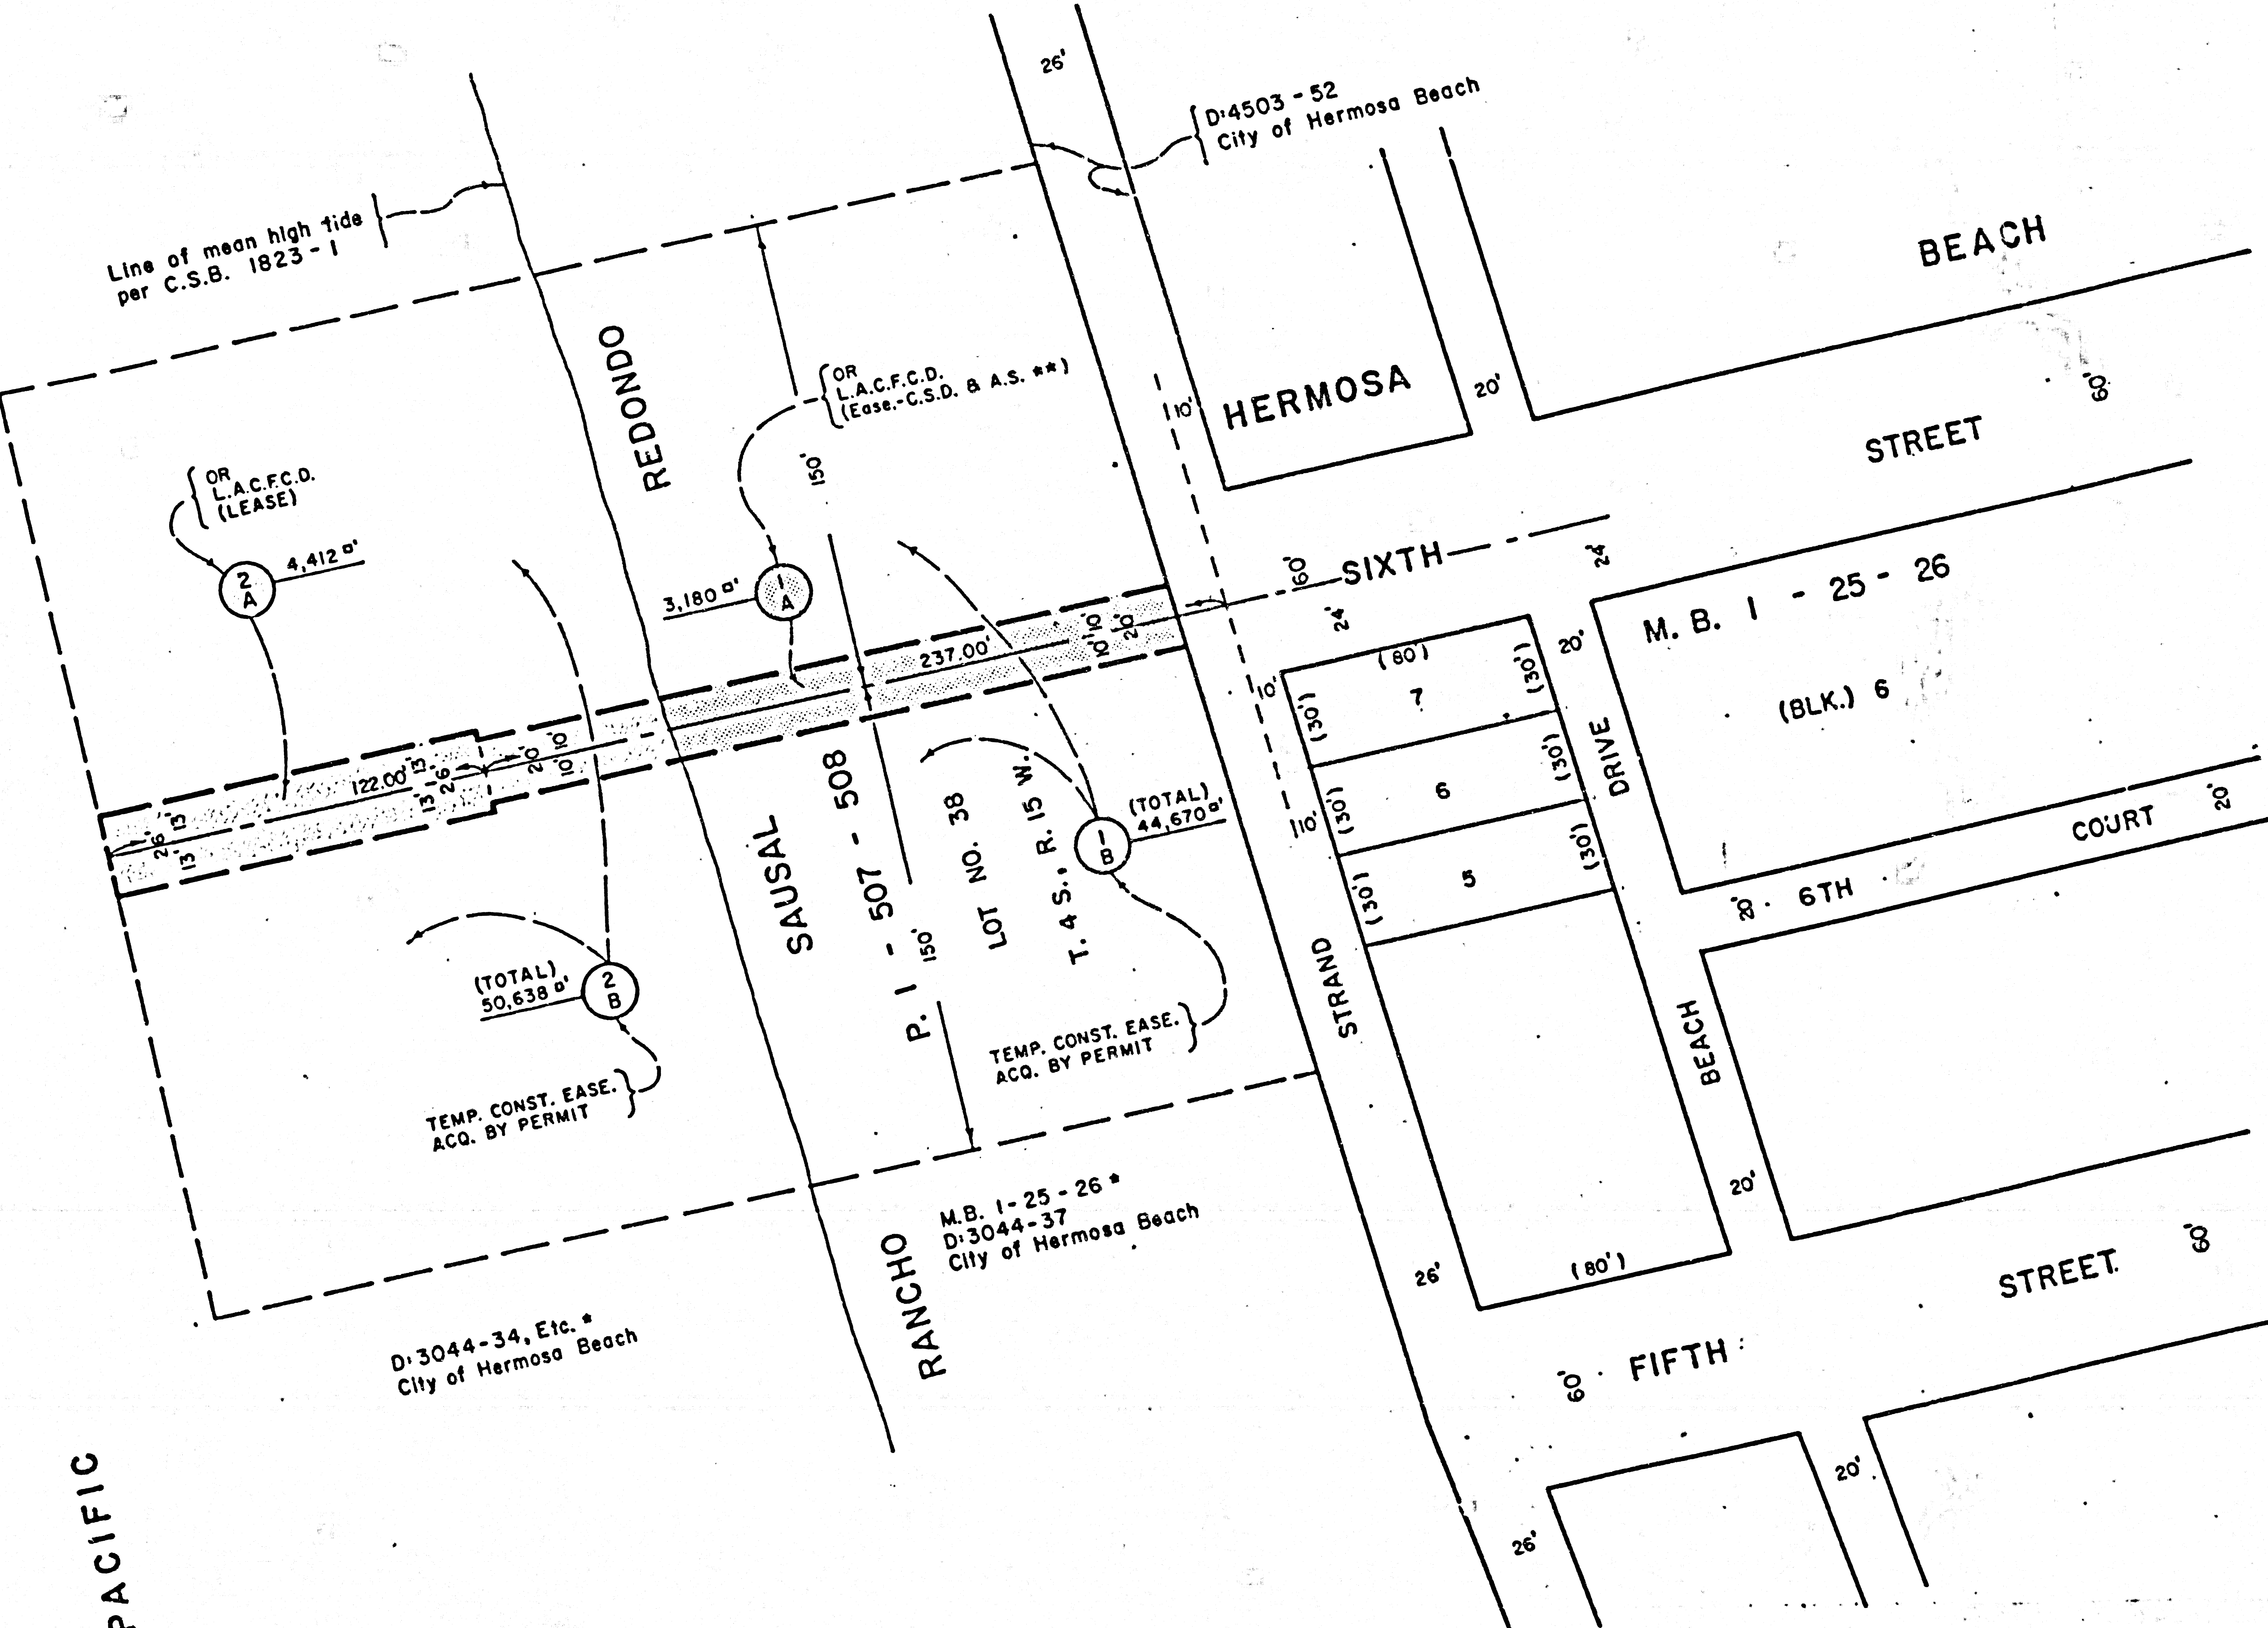 26'
D:4503-52
City of Hermosa Beach
Line of mean high tide
per C.S.B. 1823-1
BEACH
REDONDO
OR
L.A.C.F.C.D.
(Ease.-C.S.D. & A.S. **)
10'
HERMOSA
20'
60'
STREET
OR
L.A.C.F.C.D.
(LEASE)
150'
2
A
4,412 □'
3,180 □'
1
A
60'
SIXTH
24'
24'
M. B. 1 - 25 - 26
237.00'
10'
10'
20'
(80')
20'
10'
(30')
7
(30')
(BLK.) 6
122.00'
13'
13'
26'
20'
10'
10'
26'
13'
13'
(30')
6
(30')
DRIVE
10'
(30')
5
(30')
COURT
20'
20'
6TH
SAUSAL
P. 1 - 507 - 508
150'
LOT NO. 38
T. 4 S., R. 15 W.
(TOTAL)
44,670 □'
1
B
(TOTAL)
50,638 □'
2
B
STRAND
BEACH
TEMP. CONST. EASE.
ACQ. BY PERMIT
TEMP. CONST. EASE.
ACQ. BY PERMIT
M.B. 1-25-26 *
D:3044-37
City of Hermosa Beach
RANCHO
D:3044-34, Etc. *
City of Hermosa Beach
20'
26'
(80')
STREET.
60'
60'
FIFTH
20'
26'
PACIFIC